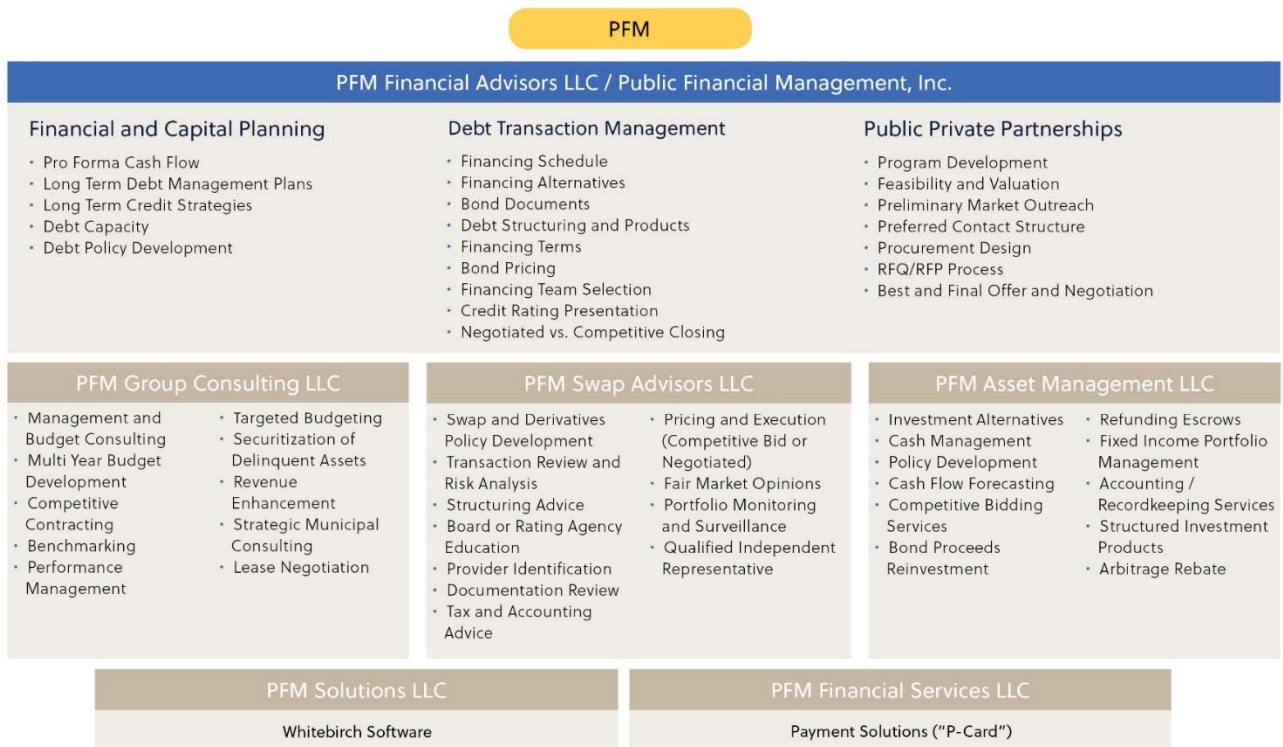 PFM
PFM Financial Advisors LLC / Public Financial Management, Inc.
Financial and Capital Planning
• Pro Forma Cash Flow
• Long Term Debt Management Plans
• Long Term Credit Strategies
• Debt Capacity
• Debt Policy Development
Debt Transaction Management
• Financing Schedule
• Financing Alternatives
• Bond Documents
• Debt Structuring and Products
• Financing Terms
• Bond Pricing
• Financing Team Selection
• Credit Rating Presentation
• Negotiated vs. Competitive Closing
Public Private Partnerships
• Program Development
• Feasibility and Valuation
• Preliminary Market Outreach
• Preferred Contact Structure
• Procurement Design
• RFQ/RFP Process
• Best and Final Offer and Negotiation
PFM Group Consulting LLC
• Management and
Budget Consulting
• Multi Year Budget
Development
• Competitive
Contracting
• Benchmarking
• Performance
Management
• Targeted Budgeting
• Securitization of
Delinquent Assets
• Revenue
Enhancement
• Strategic Municipal
Consulting
• Lease Negotiation
PFM Swap Advisors LLC
• Swap and Derivatives
Policy Development
• Transaction Review and
Risk Analysis
• Structuring Advice
• Board or Rating Agency
Education
• Provider Identification
• Documentation Review
• Tax and Accounting
Advice
• Pricing and Execution
(Competitive Bid or
Negotiated)
• Fair Market Opinions
• Portfolio Monitoring
and Surveillance
• Qualified Independent
Representative
PFM Asset Management LLC
• Investment Alternatives
• Cash Management
• Policy Development
• Cash Flow Forecasting
• Competitive Bidding
Services
• Bond Proceeds
Reinvestment
• Refunding Escrows
• Fixed Income Portfolio
Management
• Accounting /
Recordkeeping Services
• Structured Investment
Products
• Arbitrage Rebate
PFM Solutions LLC
Whitebirch Software
PFM Financial Services LLC
Payment Solutions (“P-Card”)